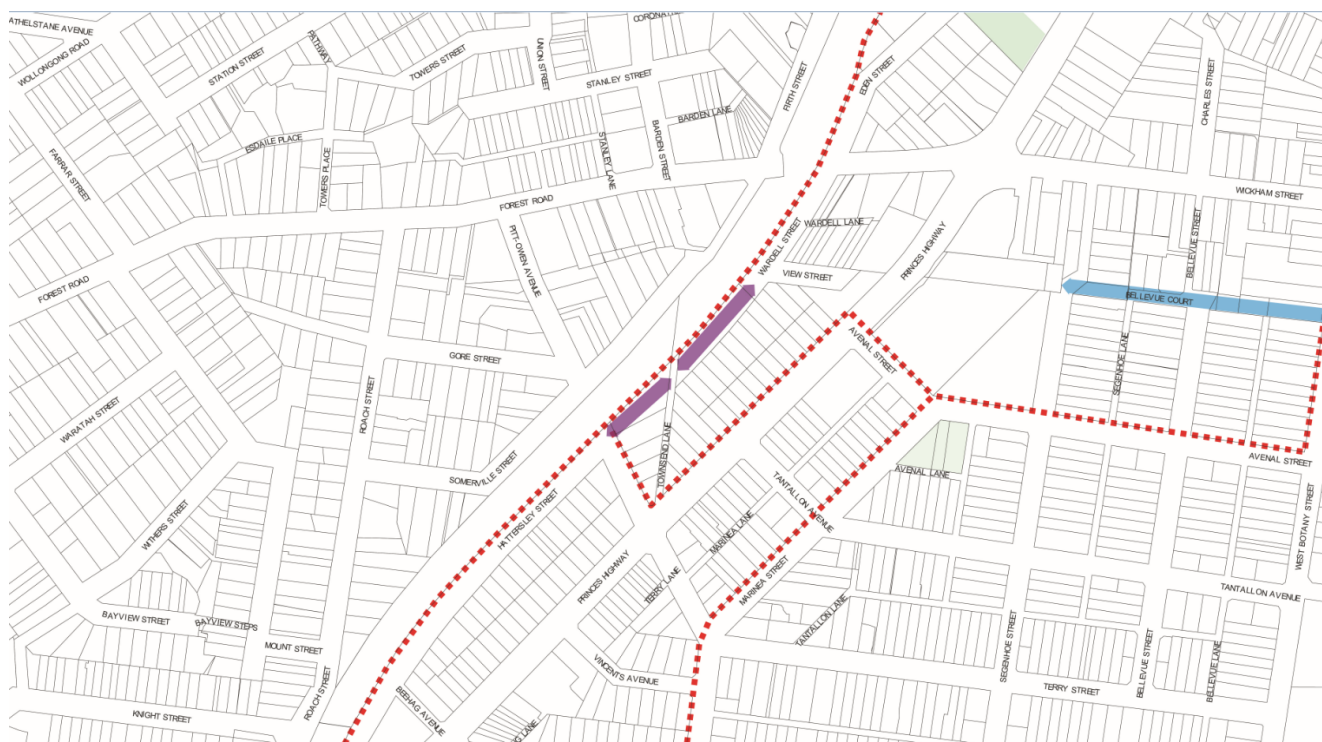 ATHELSTANE AVENUE
WOLLONGONG ROAD
STATION STREET
PATHWAY
TOWERS STREET
UNION STREET
STANLEY STREET
FIRTH STREET
EDEN STREET
CHARLES STREET
BARDEN LANE
BARDEN STREET
STANLEY LANE
ESDAILE PLACE
FARRAR STREET
TOWERS PLACE
FOREST ROAD
WICKHAM STREET
WARDELL LANE
WARDELL STREET
PITT-OWEN AVENUE
PRINCES HIGHWAY
BELLEVUE STREET
VIEW STREET
FOREST ROAD
BELLEVUE COURT
AVENAL STREET
SEGENHOE LANE
GORE STREET
ROACH STREET
WARATAH STREET
TOWNSEND LANE
AVENAL STREET
AVENAL LANE
SOMERVILLE STREET
TANTALLON AVENUE
HATTERSLEY STREET
WITHERS STREET
MARINEA LANE
WEST BOTANY STREET
PRINCES HIGHWAY
TERRY LANE
MARINEA STREET
TANTALLON AVENUE
TANTALLON LANE
BAYVIEW STREET
BAYVIEW STEPS
MOUNT STREET
SEGENHOE STREET
BELLEVUE STREET
BELLEVUE LANE
VINCENTS AVENUE
TERRY STREET
ROACH STREET
BEEHAG AVENUE
KNIGHT STREET